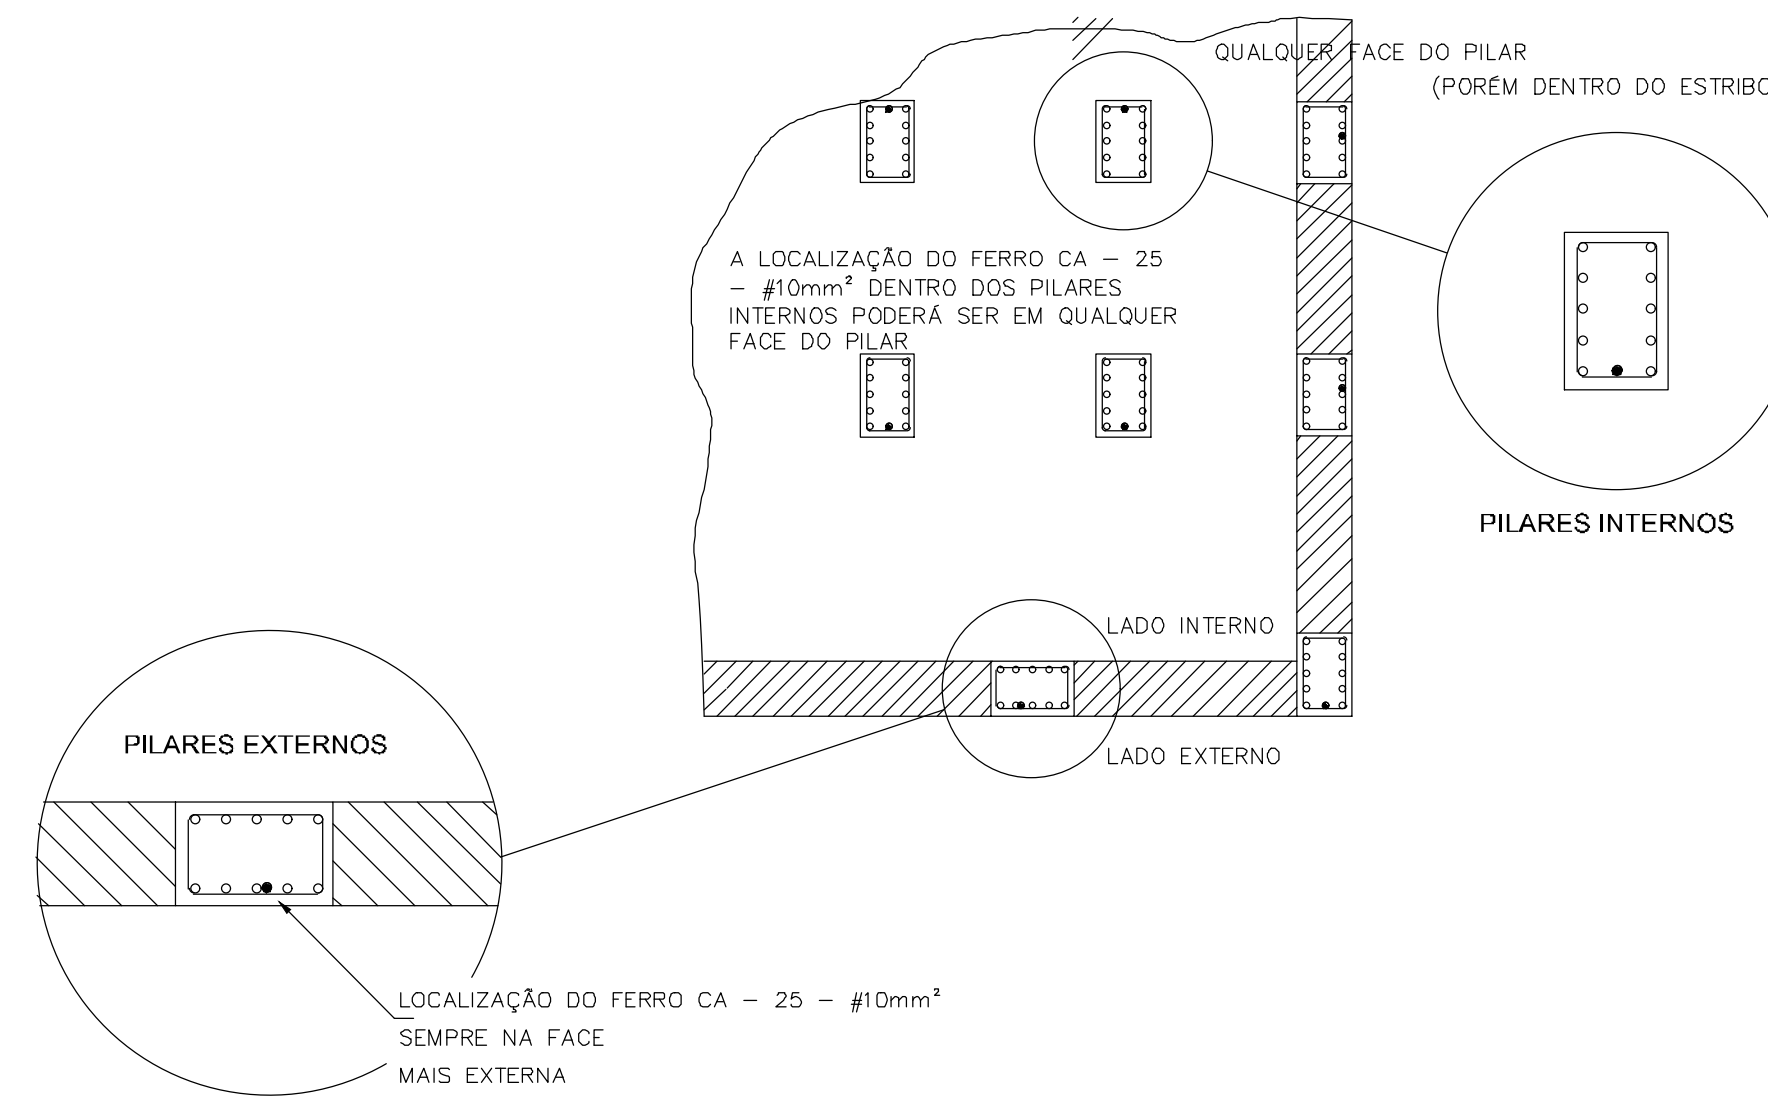 QUALQUER FACE DO PILAR
(PORÉM DENTRO DO ESTRIBO
A LOCALIZAÇÃO DO FERRO CA – 25
– #10mm² DENTRO DOS PILARES
INTERNOS PODERÁ SER EM QUALQUER
FACE DO PILAR
PILARES INTERNOS
LADO INTERNO
LADO EXTERNO
PILARES EXTERNOS
LOCALIZAÇÃO DO FERRO CA – 25 – #10mm²
SEMPRE NA FACE
MAIS EXTERNA